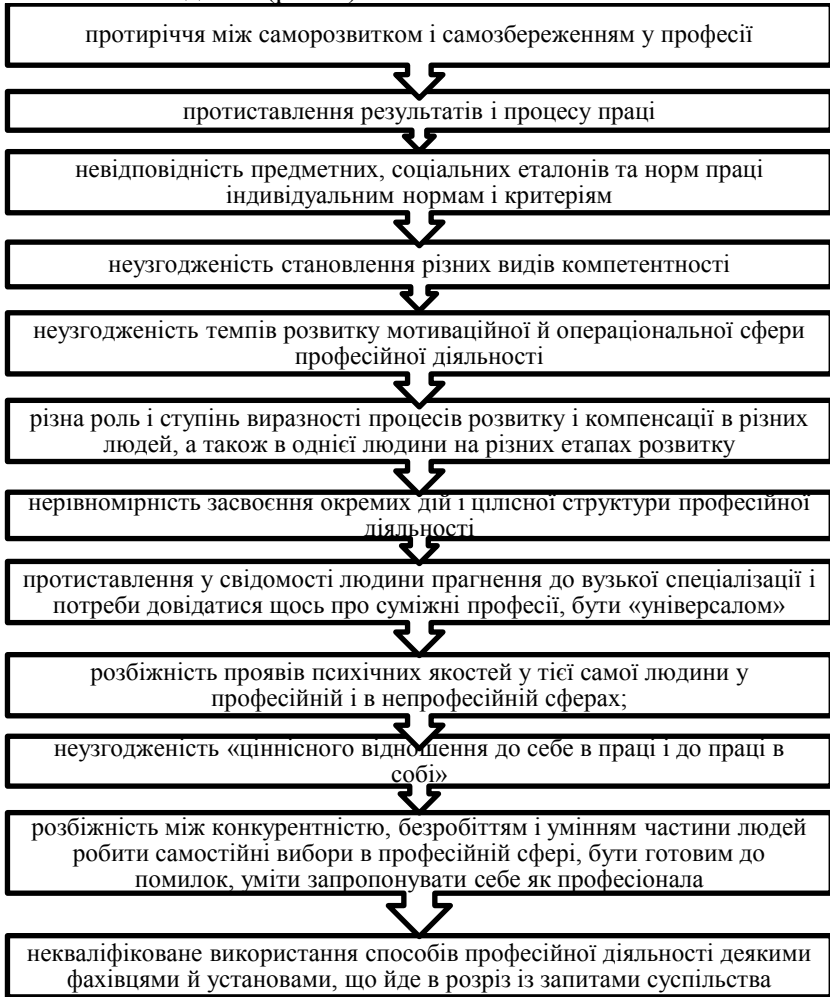 протиріччя між саморозвитком і самозбереженням у професії
протиставлення результатів і процесу праці
невідповідність предметних, соціальних еталонів та норм праці
індивідуальним нормам і критеріям
неузгодженість становлення різних видів компетентності
неузгодженість темпів розвитку мотиваційної й операціональної сфери
професійної діяльності
різна роль і ступінь виразності процесів розвитку і компенсації в різних
людей, а також в однієї людини на різних етапах розвитку
нерівномірність засвоєння окремих дій і цілісної структури професійної
діяльності
протиставлення у свідомості людини прагнення до вузької спеціалізації і
потреби довідатися щось про суміжні професії, бути «універсалом»
розбіжність проявів психічних якостей у тієї самої людини у
професійній і в непрофесійній сферах;
неузгодженість «ціннісного відношення до себе в праці і до праці в
собі»
розбіжність між конкурентністю, безробіттям і умінням частини людей
робити самостійні вибори в професійній сфері, бути готовим до
помилок, уміти запропонувати себе як професіонала
некваліфіковане використання способів професійної діяльності деякими
фахівцями й установами, що йде в розріз із запитами суспільства